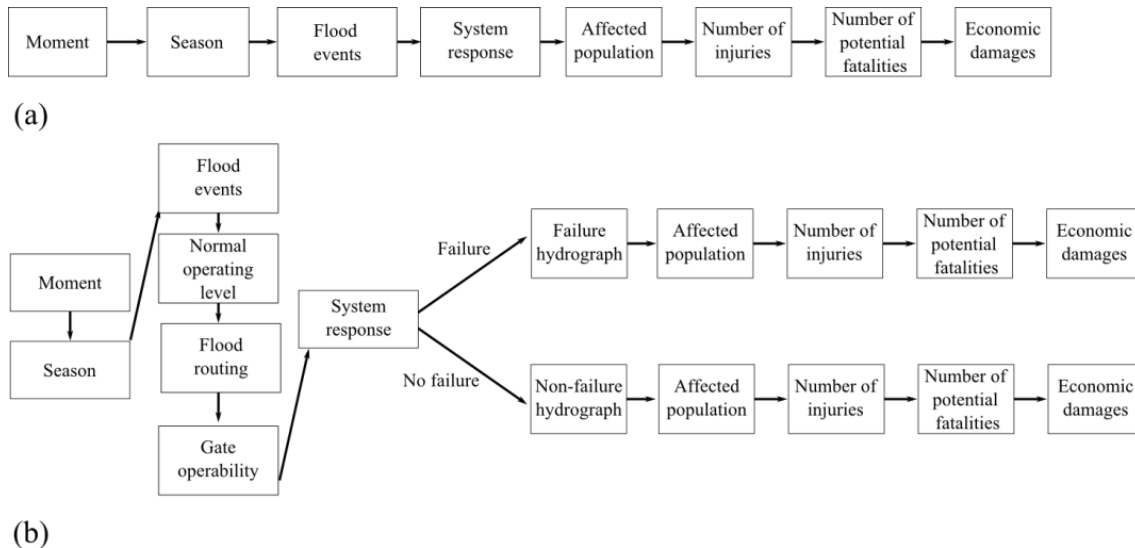 Moment
Season
Flood
events
System
response
Affected
population
Number of
injuries
Number of
potential
fatalities
Economic
damages
(a)
Flood
events
Normal
operating
level
Moment
Season
Flood
routing
Gate
operability
System
response
Failure
No failure
Failure
hydrograph
Affected
population
Number of
injuries
Number of
potential
fatalities
Economic
damages
Non-failure
hydrograph
Affected
population
Number of
injuries
Number of
potential
fatalities
Economic
damages
(b)